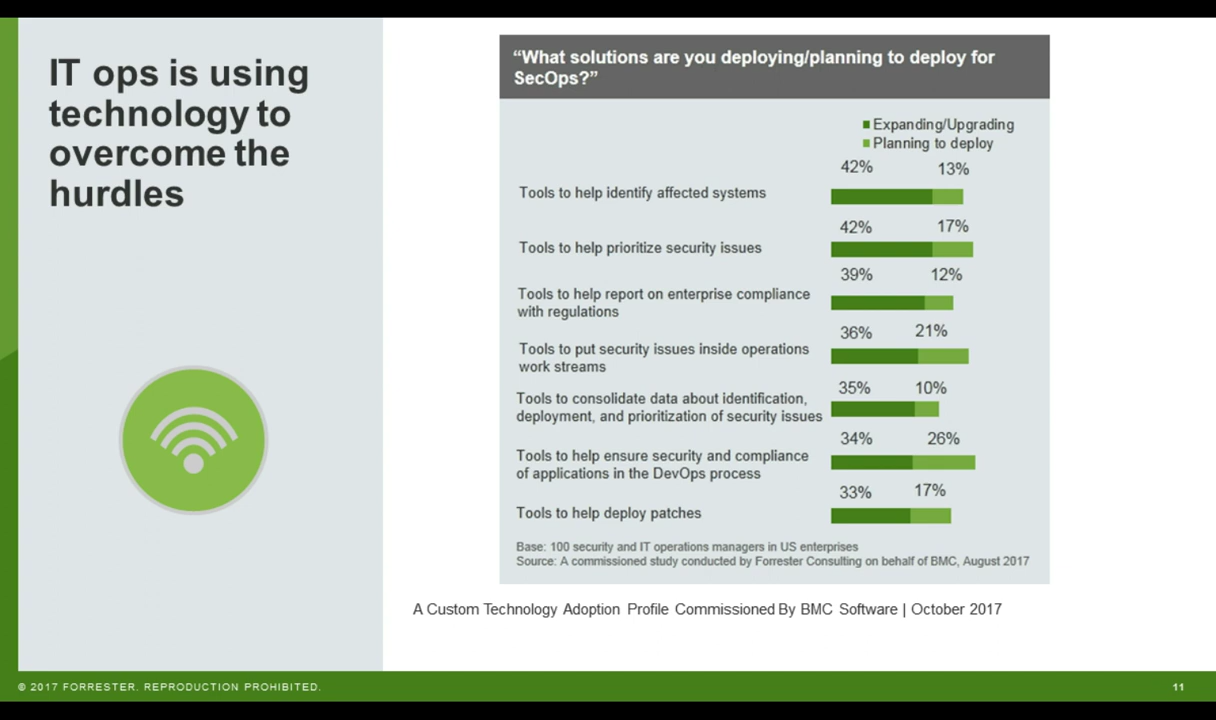 IT ops is using
technology to
overcome the
hurdles
“What solutions are you deploying/planning to deploy for
SecOps?”
Expanding/Upgrading
Planning to deploy
42% 13%
Tools to help identify affected systems
42% 17%
Tools to help prioritize security issues
39% 12%
Tools to help report on enterprise compliance
with regulations
36% 21%
Tools to put security issues inside operations
work streams
35% 10%
Tools to consolidate data about identification,
deployment, and prioritization of security issues
34% 26%
Tools to help ensure security and compliance
of applications in the DevOps process
33% 17%
Tools to help deploy patches
Base: 100 security and IT operations managers in US enterprises
Source: A commissioned study conducted by Forrester Consulting on behalf of BMC, August 2017
A Custom Technology Adoption Profile Commissioned By BMC Software | October 2017
© 2017 FORRESTER. REPRODUCTION PROHIBITED.
11